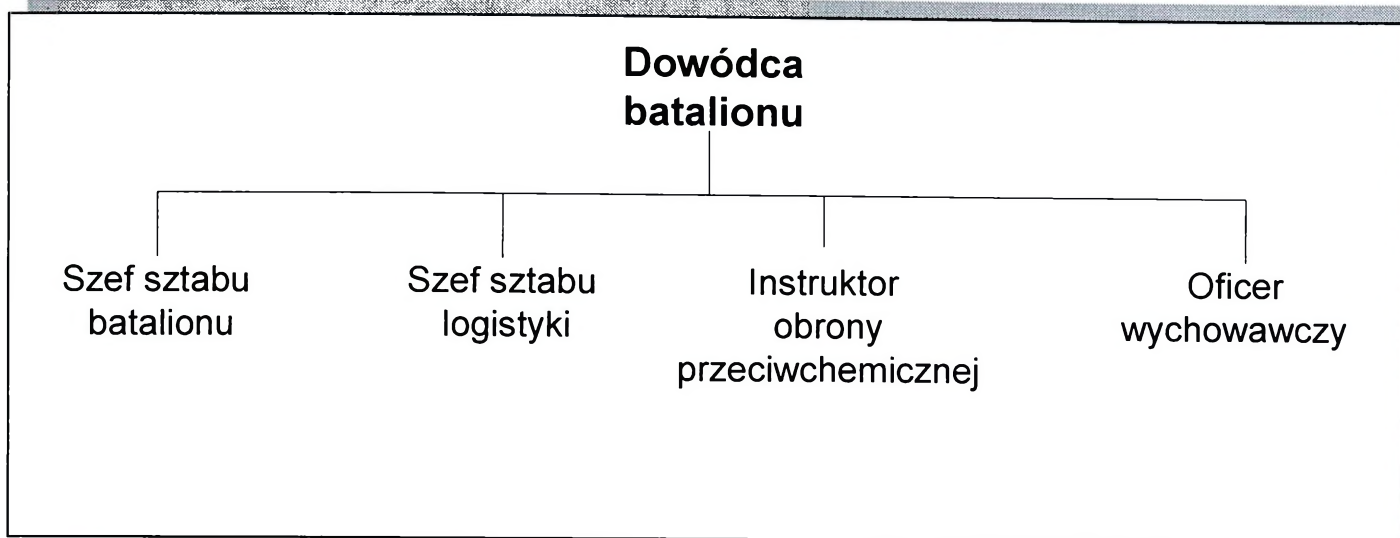 Dowódca
batalionu
Szef sztabu
batalionu
Szef sztabu
logistyki
Instruktor
obrony
przeciwchemicznej
Oficer
wychowawczy